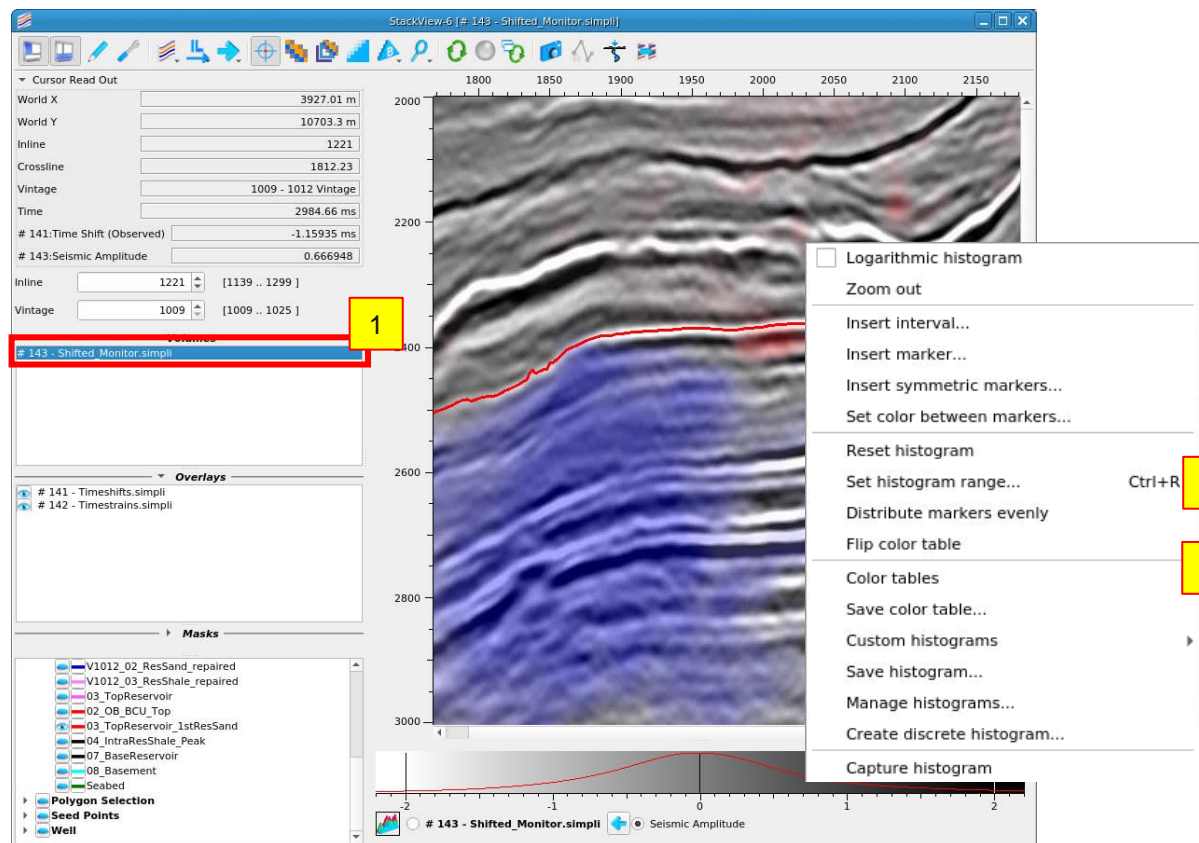 StackView-6 [# 143 - Shifted_Monitor.simpli]
Cursor Read Out
World X 3927.01 m
World Y 10703.3 m
Inline 1221
Crossline 1812.23
Vintage 1009 - 1012 Vintage
Time 2984.66 ms
# 141:Time Shift (Observed) -1.15935 ms
# 143:Seismic Amplitude 0.666948
Inline 1221 [1139 .. 1299 ]
Vintage 1009 [1009 .. 1025 ]
1
Volumes
# 143 - Shifted_Monitor.simpli
Overlays
# 141 - Timeshifts.simpli
# 142 - Timestrains.simpli
Masks
V1012_02_ResSand_repaired
V1012_03_ResShale_repaired
03_TopReservoir
02_OB_BCU_Top
03_TopReservoir_1stResSand
04_IntraResShale_Peak
07_BaseReservoir
08_Basement
Seabed
Polygon Selection
Seed Points
Well
1800 1850 1900 1950 2000 2050 2100 2150
2000
2200
2400
2600
2800
3000
Logarithmic histogram
Zoom out
Insert interval...
Insert marker...
Insert symmetric markers...
Set color between markers...
Reset histogram
Set histogram range... Ctrl+R
Distribute markers evenly
Flip color table
Color tables
Save color table...
Custom histograms
Save histogram...
Manage histograms...
Create discrete histogram...
Capture histogram
-2 -1 0 1 2
# 143 - Shifted_Monitor.simpli Seismic Amplitude